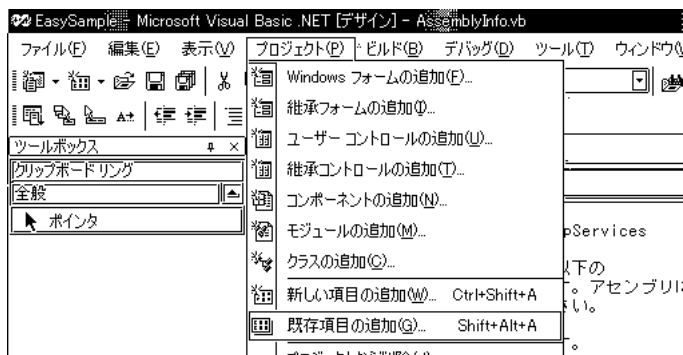 EasySample - Microsoft Visual Basic .NET [デザイン] - AssemblyInfo.vb
ファイル(F) 編集(E) 表示(V) プロジェクト(P) ビルド(B) デバッグ(D) ツール(T) ウィンドウ(
Windows フォームの追加(F)...
継承フォームの追加(I)...
ツールボックス
ユーザー コントロールの追加(U)...
クリップボード リング
継承コントロールの追加(T)...
全般
コンポーネントの追加(N)...
ポインタ
モジュールの追加(M)...
pServices
クラスの追加(C)...
以下の
新しい項目の追加(W)... Ctrl+Shift+A
。アセンブリに
さい。
既存項目の追加(G)... Shift+Alt+A